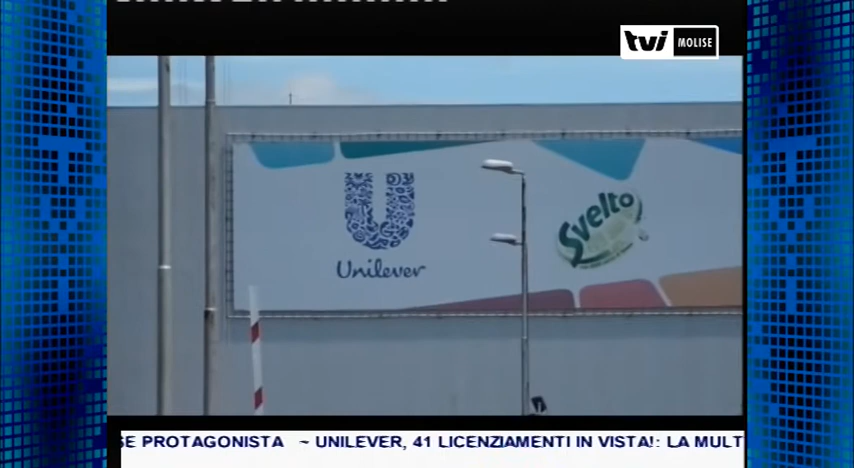 tvi MOLISE
Unilever
Svelto
SE PROTAGONISTA ~ UNILEVER, 41 LICENZIAMENTI IN VISTA!: LA MULT